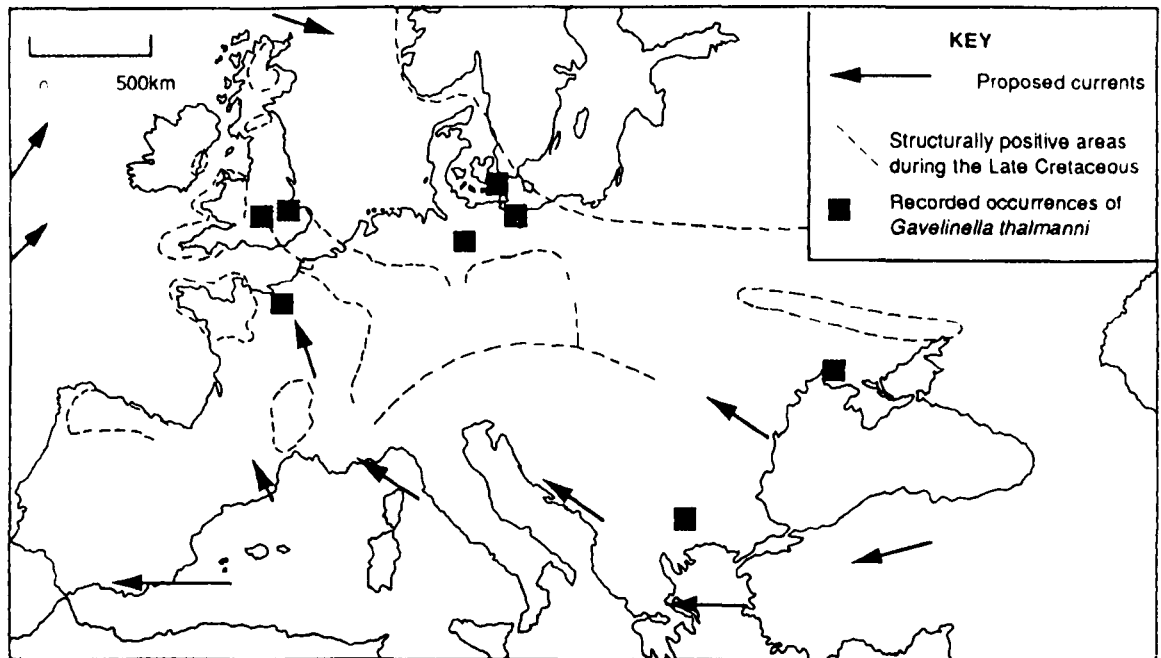 500km
KEY
Proposed currents
Structurally positive areas
during the Late Cretaceous
Recorded occurrences of
Gavelinella thalmanni